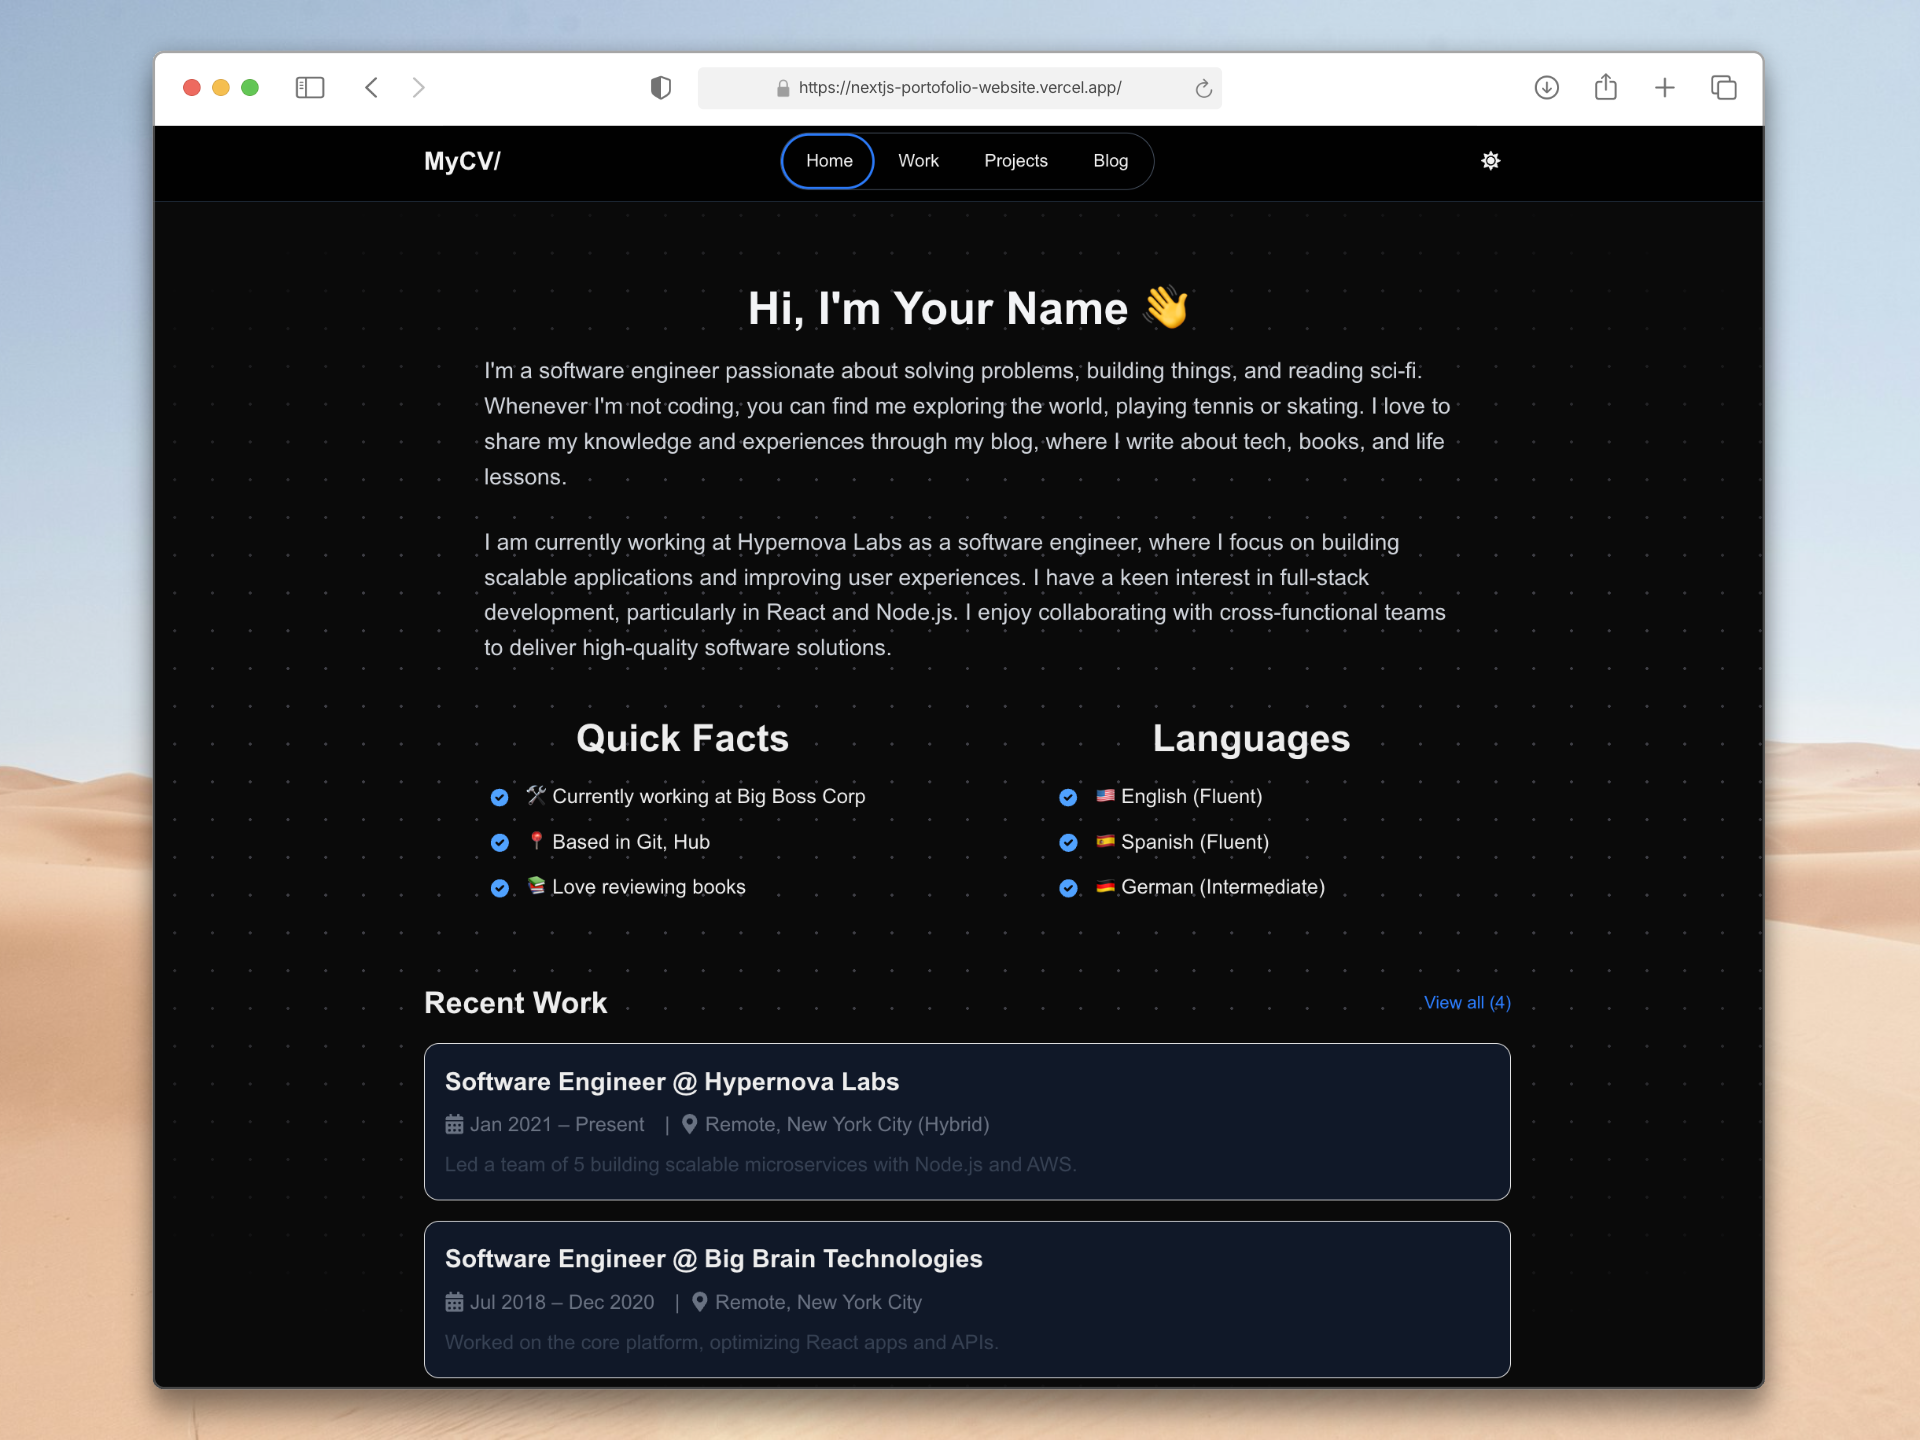 https://nextjs-portofolio-website.vercel.app/
MyCV/
Home Work Projects Blog
Hi, I'm Your Name 👋
I'm a software engineer passionate about solving problems, building things, and reading sci-fi.
Whenever I'm not coding, you can find me exploring the world, playing tennis or skating. I love to
share my knowledge and experiences through my blog, where I write about tech, books, and life
lessons.
I am currently working at Hypernova Labs as a software engineer, where I focus on building
scalable applications and improving user experiences. I have a keen interest in full-stack
development, particularly in React and Node.js. I enjoy collaborating with cross-functional teams
to deliver high-quality software solutions.
Quick Facts
🛠 Currently working at Big Boss Corp
📍 Based in Git, Hub
📚 Love reviewing books
Languages
🇺🇸 English (Fluent)
🇪🇸 Spanish (Fluent)
🇩🇪 German (Intermediate)
Recent Work
View all (4)
Software Engineer @ Hypernova Labs
Jan 2021 – Present | Remote, New York City (Hybrid)
Led a team of 5 building scalable microservices with Node.js and AWS.
Software Engineer @ Big Brain Technologies
Jul 2018 – Dec 2020 | Remote, New York City
Worked on the core platform, optimizing React apps and APIs.